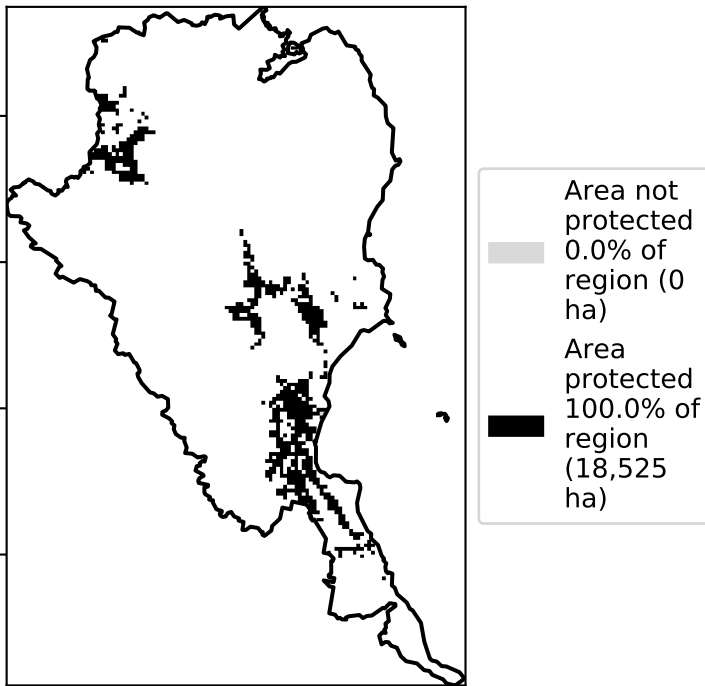 Area not
protected
0.0% of
region (0
ha)
Area
protected
100.0% of
region
(18,525
ha)